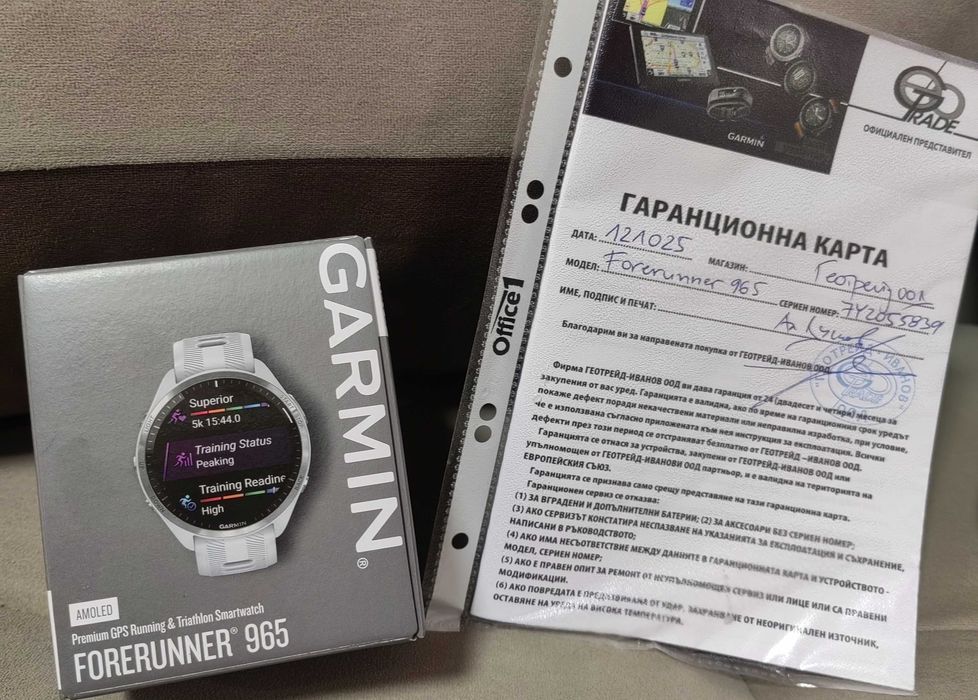 GARMIN®
Superior
5k 15:44.0
Training Status
Peaking
Training Readine
High
GARMIN
AMOLED
Premium GPS Running & Triathlon Smartwatch
FORERUNNER® 965
Office1
GARMIN
GEO
TRADE
ОФИЦИАЛЕН ПРЕДСТАВИТЕЛ
ГАРАНЦИОННА КАРТА
ДАТА: 121025 МАГАЗИН: Геотрейд ООД
МОДЕЛ: Forerunner 965 СЕРИЕН НОМЕР: 7Y2055839
ИМЕ, ПОДПИС И ПЕЧАТ:
Благодарим ви за направената покупка от ГЕОТРЕЙД-ИВАНОВ ООД.
Фирма ГЕОТРЕЙД-ИВАНОВ ООД ви дава гаранция от 24 (двадесет и четири) месеца за
закупения от вас уред. Гаранцията е валидна, ако по време на гаранционния срок уредът
покаже дефект поради некачествени материали или неправилна изработка, при условие,
че е използвана съгласно приложената към нея инструкция за експлоатация. Всички
дефекти през този период се отстраняват безплатно от ГЕОТРЕЙД – ИВАНОВ ООД.
Гаранцията се отнася за устройства, закупени от ГЕОТРЕЙД-ИВАНОВ ООД или
упълномощен от ГЕОТРЕЙД-ИВАНОВИ ООД партньор, и е валидна на територията на
ЕВРОПЕЙСКИЯ СЪЮЗ.
Гаранцията се признава само срещу представяне на тази гаранционна карта.
Гаранционен сервиз се отказва:
(1) ЗА ВГРАДЕНИ И ДОПЪЛНИТЕЛНИ БАТЕРИИ; (2) ЗА АКСЕСОАРИ БЕЗ СЕРИЕН НОМЕР;
(3) АКО СЕРВИЗЪТ КОНСТАТИРА НЕСПАЗВАНЕ НА УКАЗАНИЯТА ЗА ЕКСПЛОАТАЦИЯ И СЪХРАНЕНИЕ,
НАПИСАНИ В РЪКОВОДСТВОТО;
(4) АКО ИМА НЕСЪОТВЕТСТВИЕ МЕЖДУ ДАННИТЕ В ГАРАНЦИОННАТА КАРТА И УСТРОЙСТВОТО -
МОДЕЛ, СЕРИЕН НОМЕР;
(5) АКО Е ПРАВЕН ОПИТ ЗА РЕМОНТ ОТ НЕУПЪЛНОМОЩЕН СЕРВИЗ ИЛИ ЛИЦЕ ИЛИ СА ПРАВЕНИ
МОДИФИКАЦИИ.
(6) АКО ПОВРЕДАТА Е ПРЕДИЗВИКАНА ОТ УДАР, ЗАХРАНВАНЕ ОТ НЕОРИГИНАЛЕН ИЗТОЧНИК,
ОСТАВЯНЕ НА УРЕДА НА ВИСОКА ТЕМПЕРАТУРА.